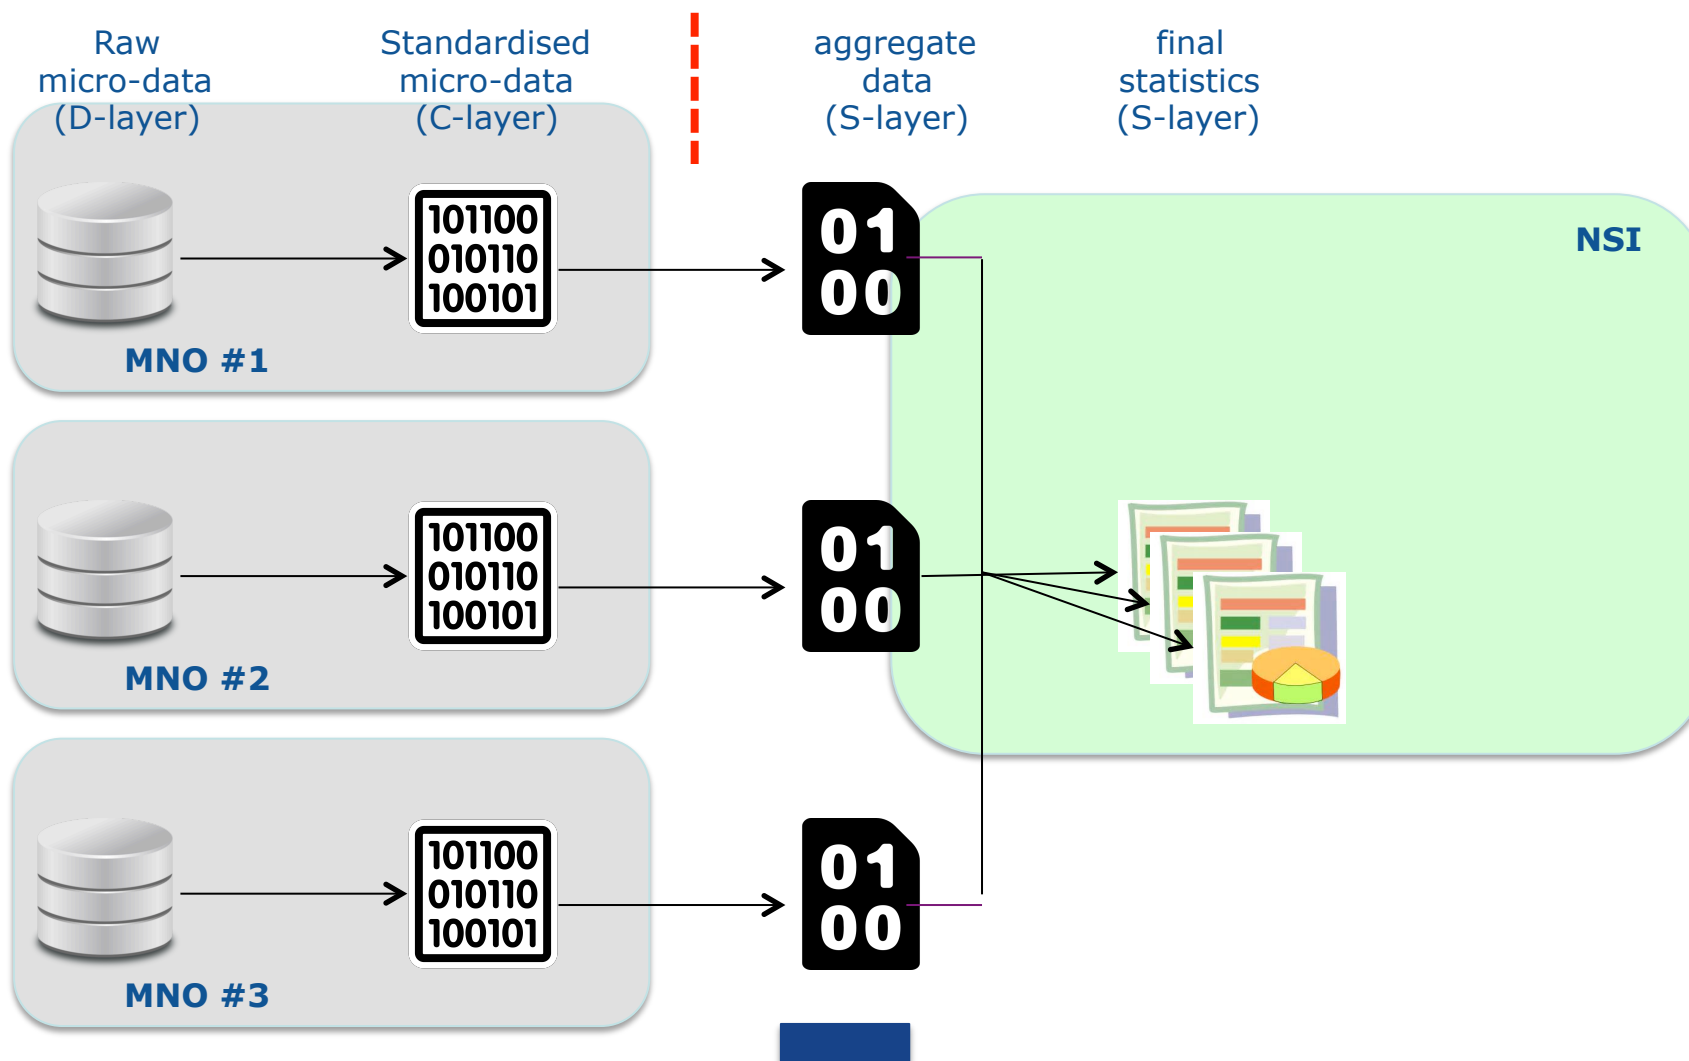 Raw
micro-data
(D-layer)
Standardised
micro-data
(C-layer)
aggregate
data
(S-layer)
final
statistics
(S-layer)
NSI
101100
010110
100101
01
00
MNO #1
101100
010110
100101
01
00
MNO #2
101100
010110
100101
01
00
MNO #3